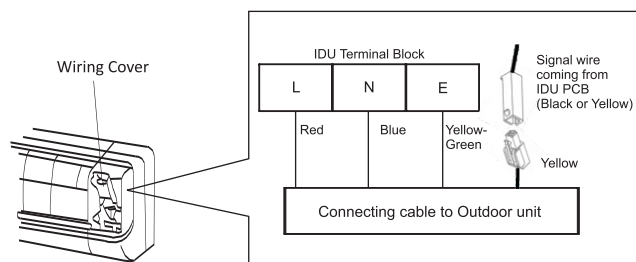 Wiring Cover
IDU Terminal Block
L
N
E
Red
Blue
Yellow-
Green
Signal wire
coming from
IDU PCB
(Black or Yellow)
Yellow
Connecting cable to Outdoor unit